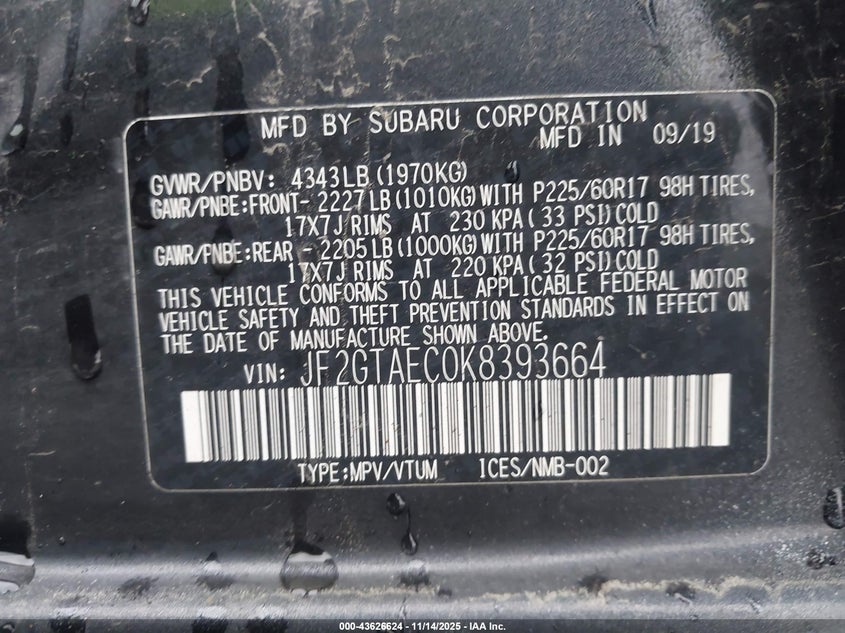 MFD BY SUBARU CORPORATION
MFD IN 09/19
GVWR/PNBV: 4343LB (1970KG)
GAWR/PNBE:FRONT- 2227LB (1010KG) WITH P225/60R17 98H TIRES,
17X7J RIMS AT 230 KPA ( 33 PSI) COLD
GAWR/PNBE:REAR - 2205LB (1000KG) WITH P225/60R17 98H TIRES,
17X7J RIMS AT 220 KPA ( 32 PSI) COLD
THIS VEHICLE CONFORMS TO ALL APPLICABLE FEDERAL MOTOR
VEHICLE SAFETY AND THEFT PREVENTION STANDARDS IN EFFECT ON
THE DATE OF MANUFACTURE SHOWN ABOVE.
VIN: JF2GTAEC0K8393664
TYPE:MPV/VTUM ICES/NMB-002
000-43626624 - 11/14/2025 - IAA Inc.